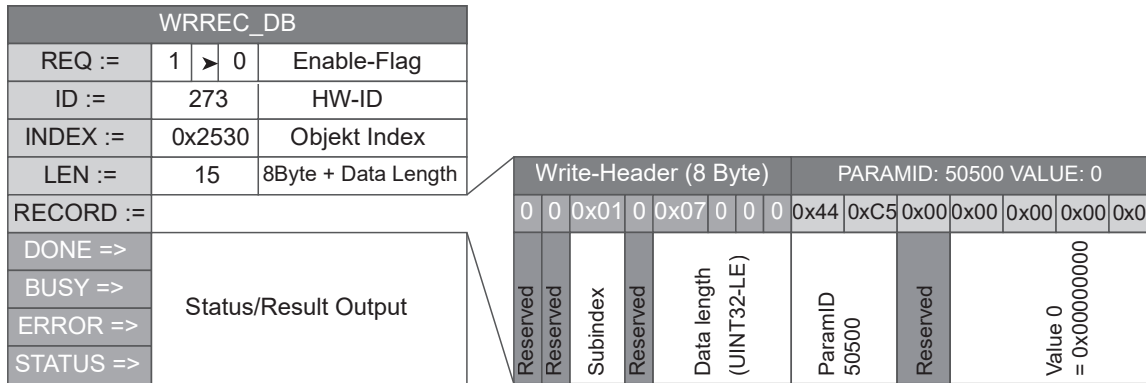 WRREC_DB
REQ := 1 ➤ 0 Enable-Flag
ID := 273 HW-ID
INDEX := 0x2530 Objekt Index
LEN := 15 8Byte + Data Length
RECORD :=
DONE =>
BUSY =>
ERROR =>
STATUS =>
Status/Result Output
Write-Header (8 Byte) PARAMID: 50500 VALUE: 0
0 0 0x01 0 0x07 0 0 0 0x44 0xC5 0x00 0x00 0x00 0x00 0x0
Reserved
Reserved
Subindex
Reserved
Data length
(UINT32-LE)
ParamID
50500
Reserved
Value 0
= 0x00000000